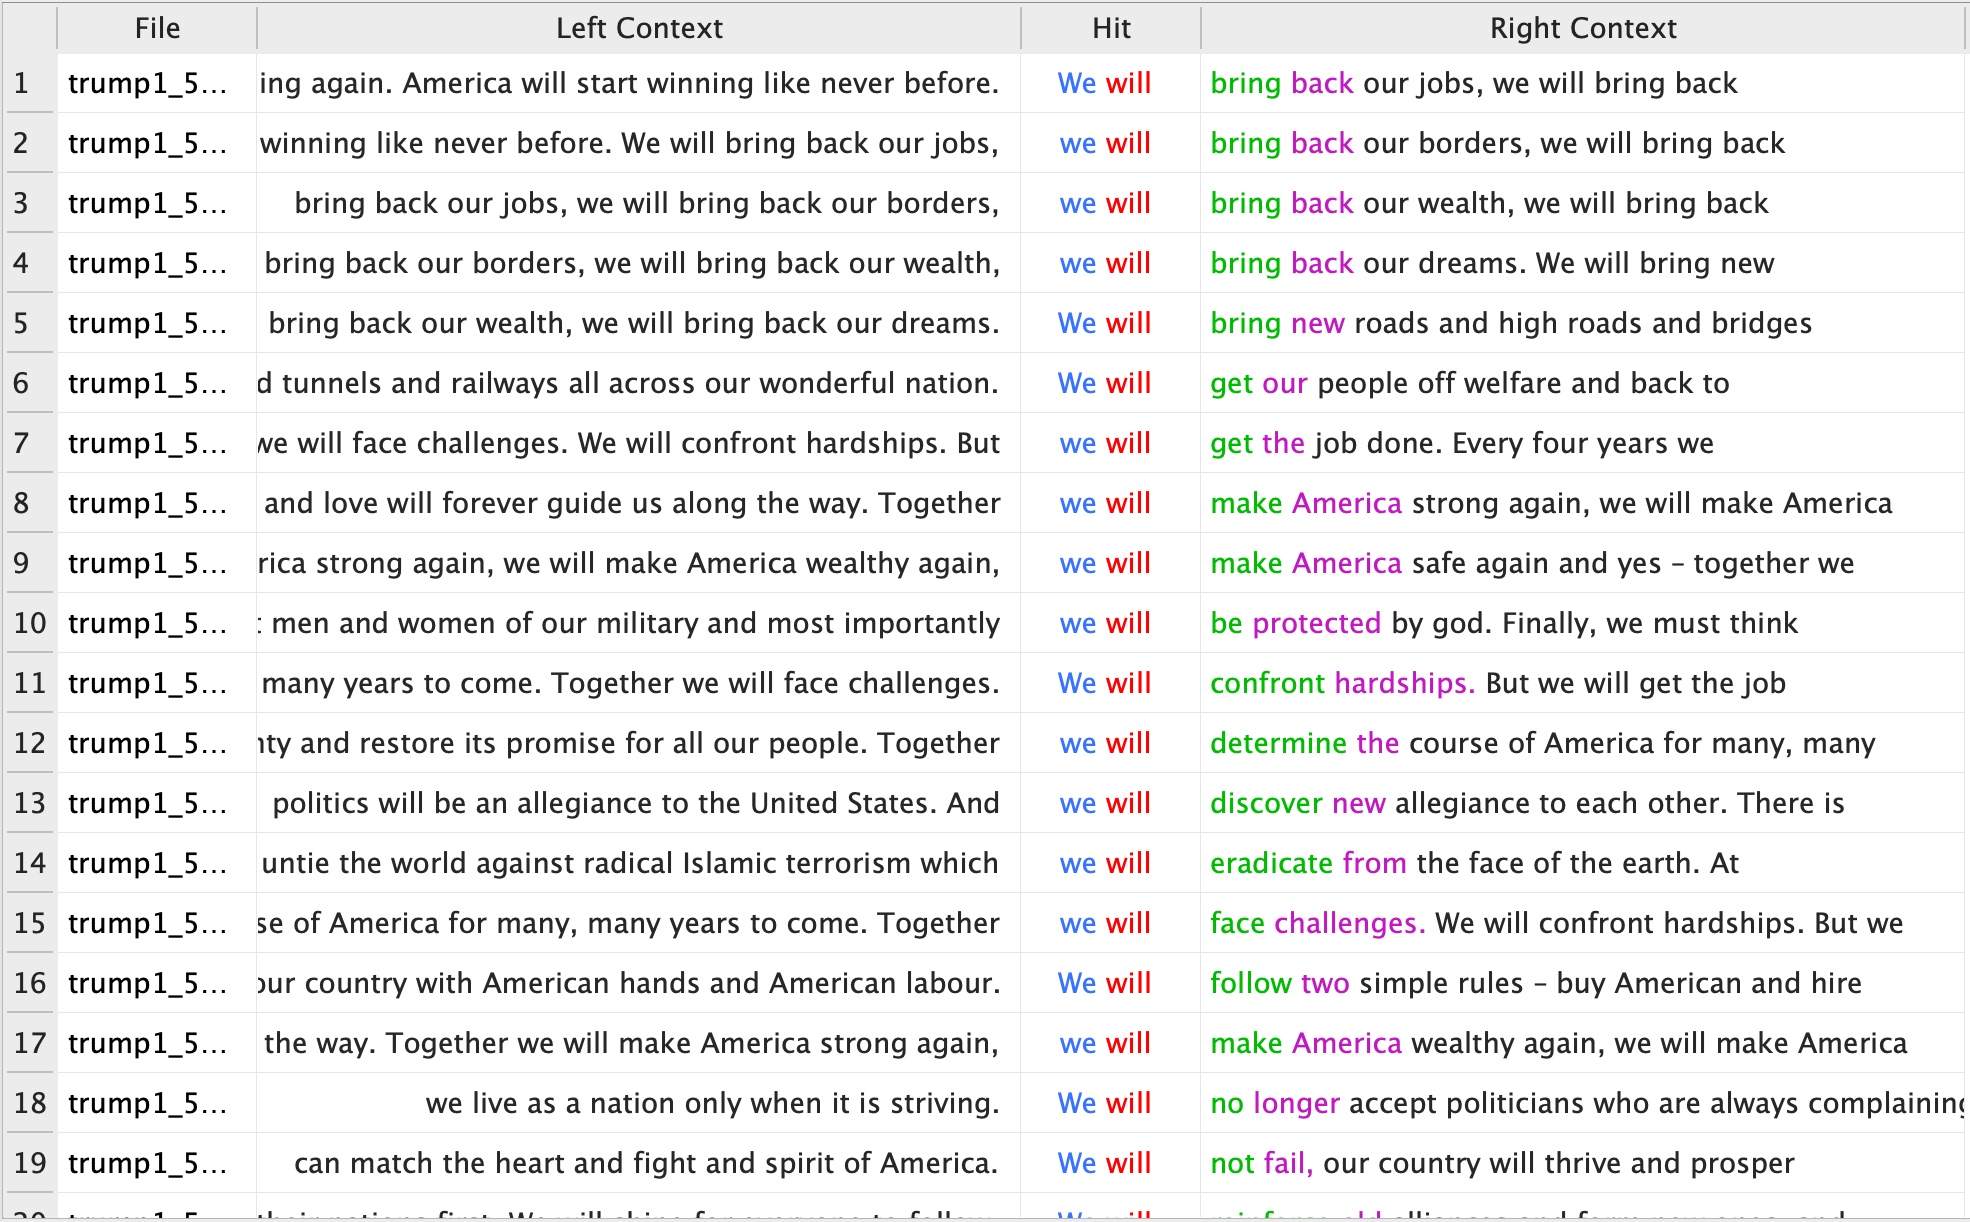 File Left Context Hit Right Context
1 trump1_5... ing again. America will start winning like never before. We will bring back our jobs, we will bring back
2 trump1_5... winning like never before. We will bring back our jobs, we will bring back our borders, we will bring back
3 trump1_5... bring back our jobs, we will bring back our borders, we will bring back our wealth, we will bring back
4 trump1_5... bring back our borders, we will bring back our wealth, we will bring back our dreams. We will bring new
5 trump1_5... bring back our wealth, we will bring back our dreams. We will bring new roads and high roads and bridges
6 trump1_5... d tunnels and railways all across our wonderful nation. We will get our people off welfare and back to
7 trump1_5... we will face challenges. We will confront hardships. But we will get the job done. Every four years we
8 trump1_5... and love will forever guide us along the way. Together we will make America strong again, we will make America
9 trump1_5... rica strong again, we will make America wealthy again, we will make America safe again and yes – together we
10 trump1_5... men and women of our military and most importantly we will be protected by god. Finally, we must think
11 trump1_5... many years to come. Together we will face challenges. We will confront hardships. But we will get the job
12 trump1_5... nty and restore its promise for all our people. Together we will determine the course of America for many, many
13 trump1_5... politics will be an allegiance to the United States. And we will discover new allegiance to each other. There is
14 trump1_5... untie the world against radical Islamic terrorism which we will eradicate from the face of the earth. At
15 trump1_5... se of America for many, many years to come. Together we will face challenges. We will confront hardships. But we
16 trump1_5... our country with American hands and American labour. We will follow two simple rules – buy American and hire
17 trump1_5... the way. Together we will make America strong again, we will make America wealthy again, we will make America
18 trump1_5... we live as a nation only when it is striving. We will no longer accept politicians who are always complaining
19 trump1_5... can match the heart and fight and spirit of America. We will not fail, our country will thrive and prosper